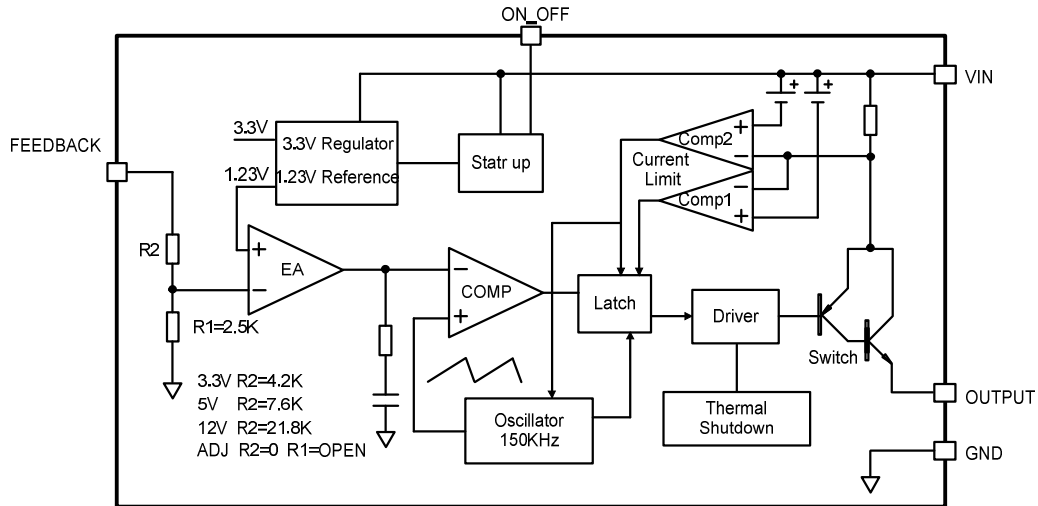 ON_OFF
VIN
FEEDBACK
3.3V
3.3V Regulator
1.23V
1.23V Reference
Statr up
+
+
+
Comp2
−
Current
Limit
−
Comp1
+
R2
+
EA
−
−
COMP
+
Latch
Driver
Switch
R1=2.5K
3.3V R2=4.2K
5V R2=7.6K
12V R2=21.8K
ADJ R2=0 R1=OPEN
Oscillator
150KHz
Thermal
Shutdown
OUTPUT
GND